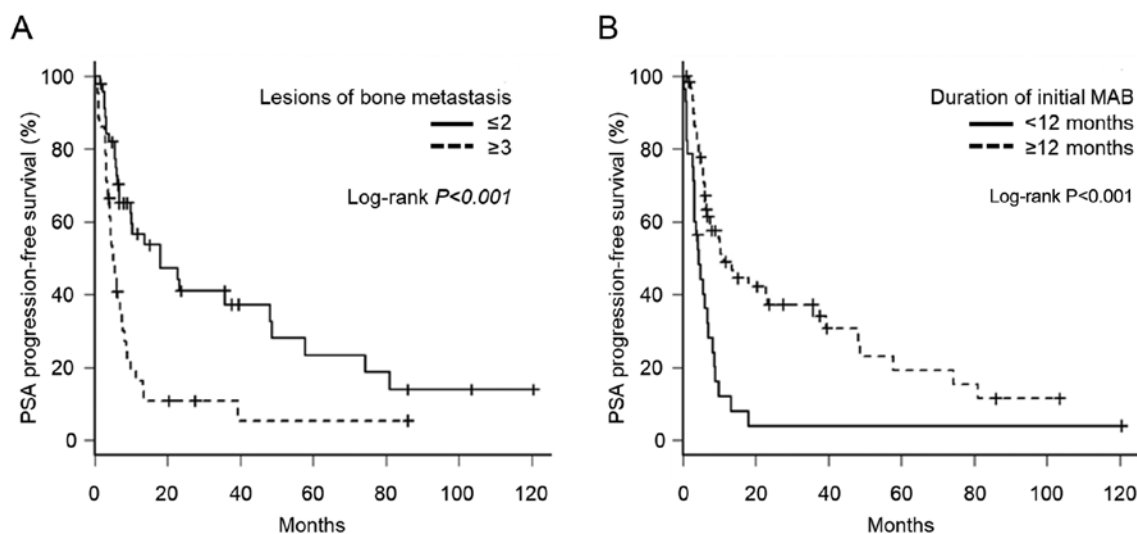 A
PSA progression-free survival (%)
100
80
60
40
20
0
Lesions of bone metastasis
≤2
≥3
Log-rank P<0.001
0 20 40 60 80 100 120
Months
B
PSA progression-free survival (%)
100
80
60
40
20
0
Duration of initial MAB
<12 months
≥12 months
Log-rank P<0.001
0 20 40 60 80 100 120
Months